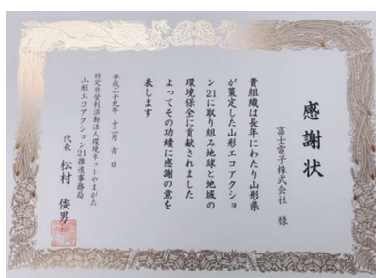 感謝状
富士電子株式会社 様
貴組織は長年にわたり山形県
が策定した山形エコアクショ
ン21に取り組み地球と地域の
環境保全に貢献されました
よってその功績に感謝の意を
表します
平成二十九年 十二月 吉 日
特定非営利活動法人環境ネットやまがた
山形エコアクション21推進事務局
代表 松村 倭男